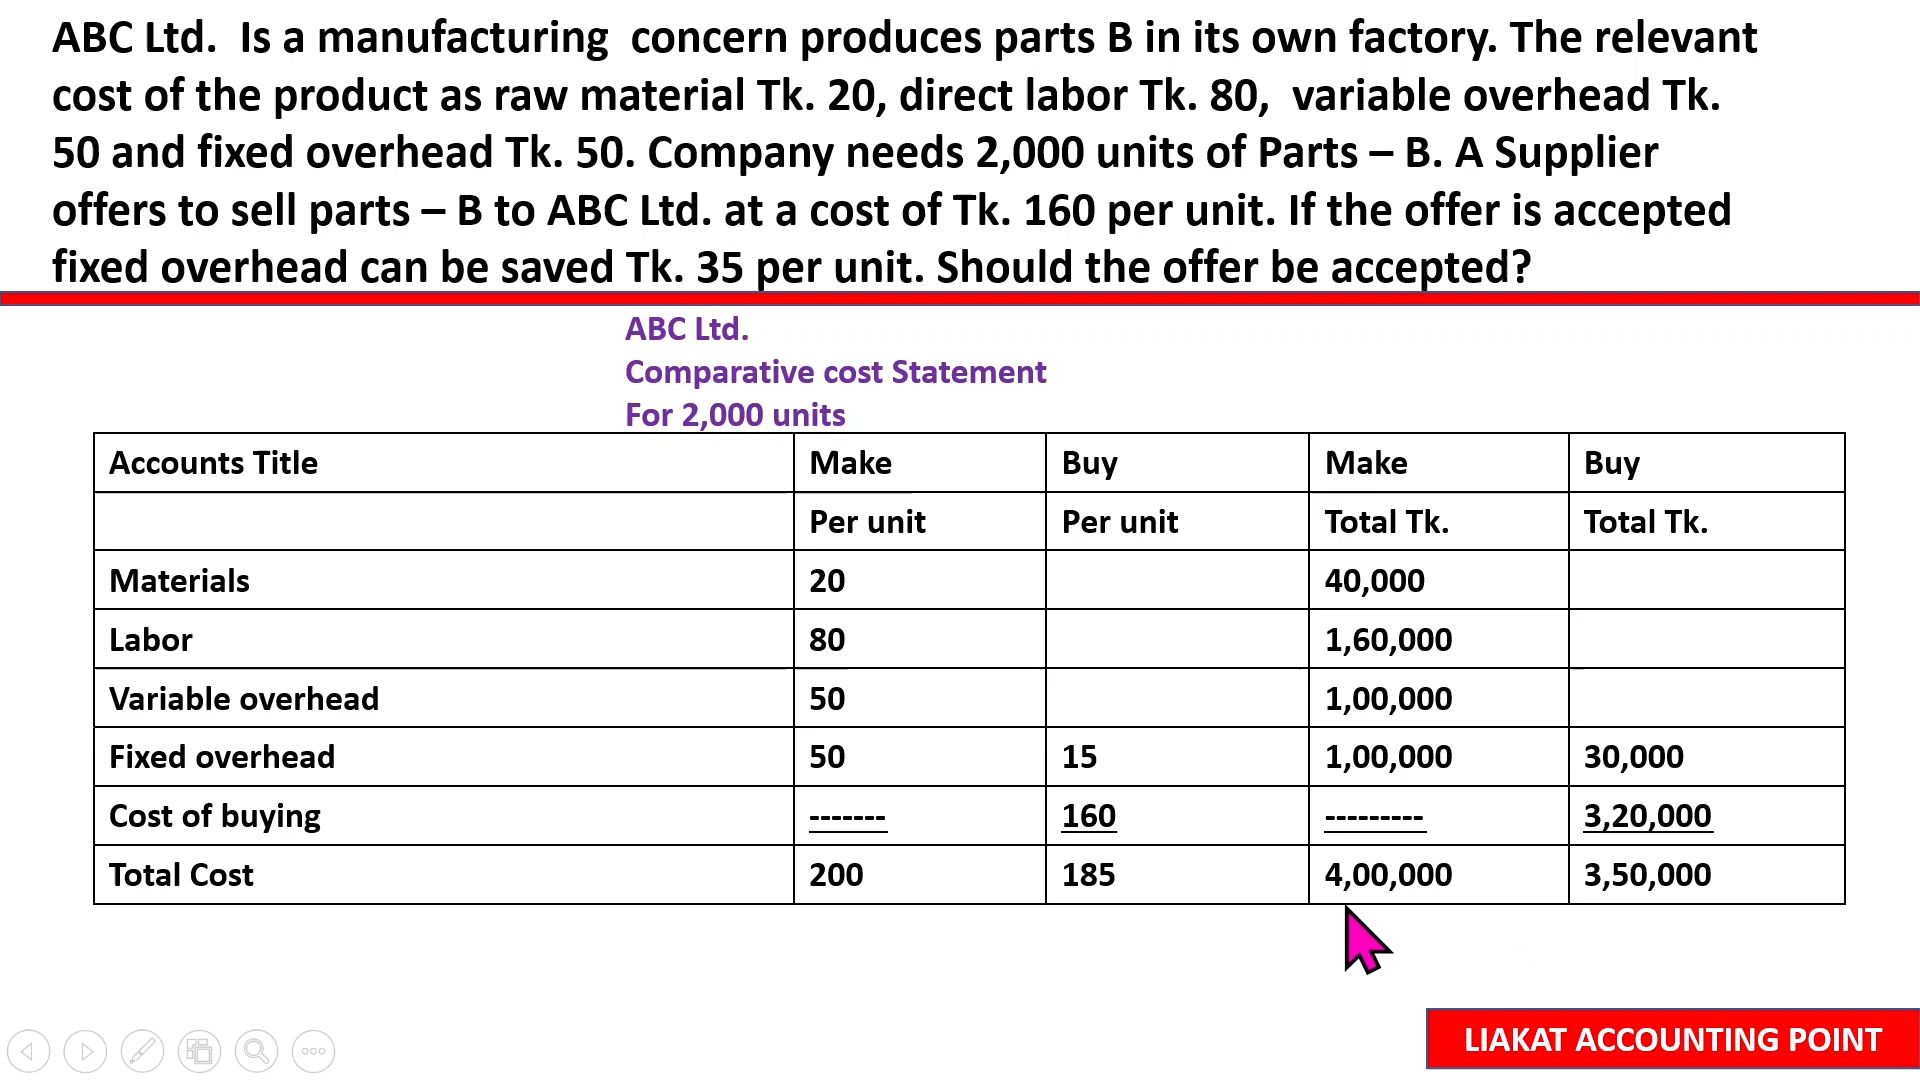 ABC Ltd.  Is a manufacturing  concern produces parts B in its own factory. The relevant
cost of the product as raw material Tk. 20, direct labor Tk. 80,  variable overhead Tk.
50 and fixed overhead Tk. 50. Company needs 2,000 units of Parts – B. A Supplier
offers to sell parts – B to ABC Ltd. at a cost of Tk. 160 per unit. If the offer is accepted
fixed overhead can be saved Tk. 35 per unit. Should the offer be accepted?
ABC Ltd.
Comparative cost Statement
For 2,000 units
Accounts Title Make Buy Make Buy
Per unit Per unit Total Tk. Total Tk.
Materials 20 40,000
Labor 80 1,60,000
Variable overhead 50 1,00,000
Fixed overhead 50 15 1,00,000 30,000
Cost of buying ------- 160 --------- 3,20,000
Total Cost 200 185 4,00,000 3,50,000
LIAKAT ACCOUNTING POINT